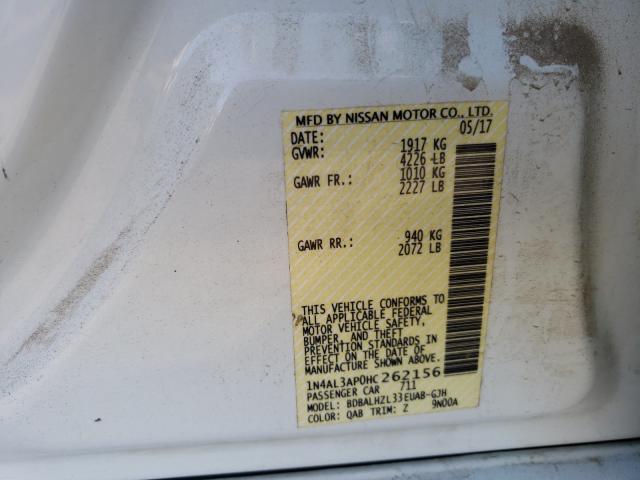 MFD BY NISSAN MOTOR CO., LTD.
DATE: 05/17
GVWR: 1917 KG
4226 LB
GAWR FR.: 1010 KG
2227 LB
GAWR RR.: 940 KG
2072 LB
THIS VEHICLE CONFORMS TO
ALL APPLICABLE FEDERAL
MOTOR VEHICLE SAFETY,
BUMPER, AND THEFT
PREVENTION STANDARDS IN
EFFECT ON THE DATE OF
MANUFACTURE SHOWN ABOVE.
1N4AL3AP0HC262156
PASSENGER CAR 711
MODEL: BDBALHZL33EUAB-GJH
COLOR: QAB TRIM: Z 9N00A